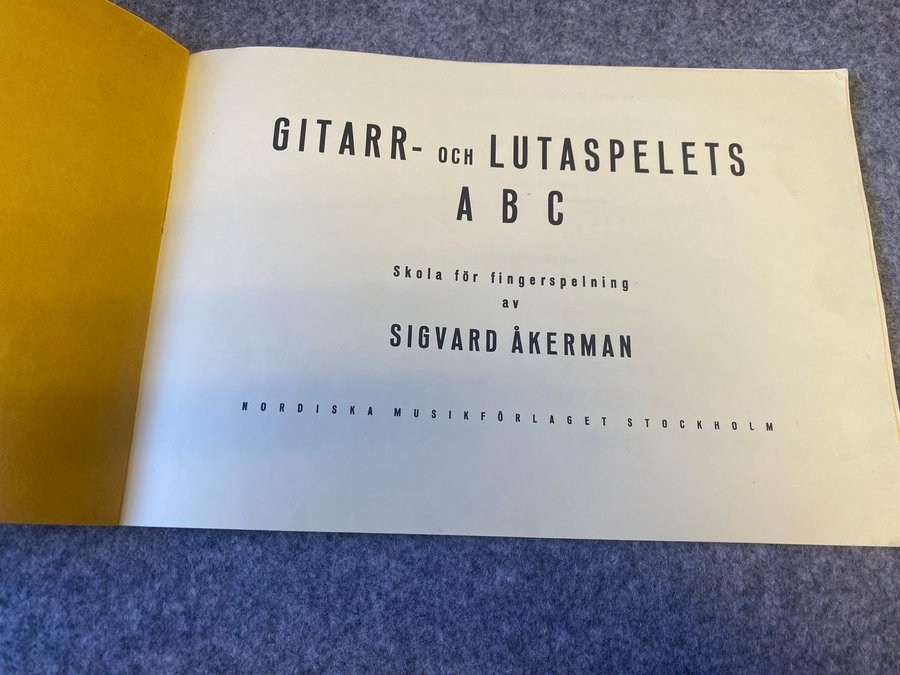 GITARR- OCH LUTASPELETS
A B C
Skola för fingerspelning
av
SIGVARD ÅKERMAN
NORDISKA MUSIKFÖRLAGET STOCKHOLM